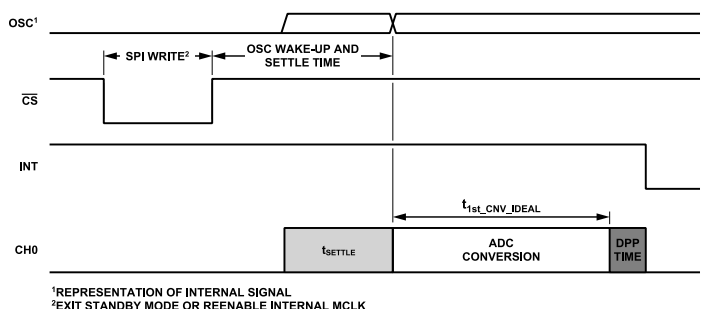 OSC¹
SPI WRITE²
OSC WAKE-UP AND
SETTLE TIME
CS
INT
t1st_CNV_IDEAL
CH0
tSETTLE
ADC
CONVERSION
DPP
TIME
¹REPRESENTATION OF INTERNAL SIGNAL
²EXIT STANDBY MODE OR REENABLE INTERNAL MCLK